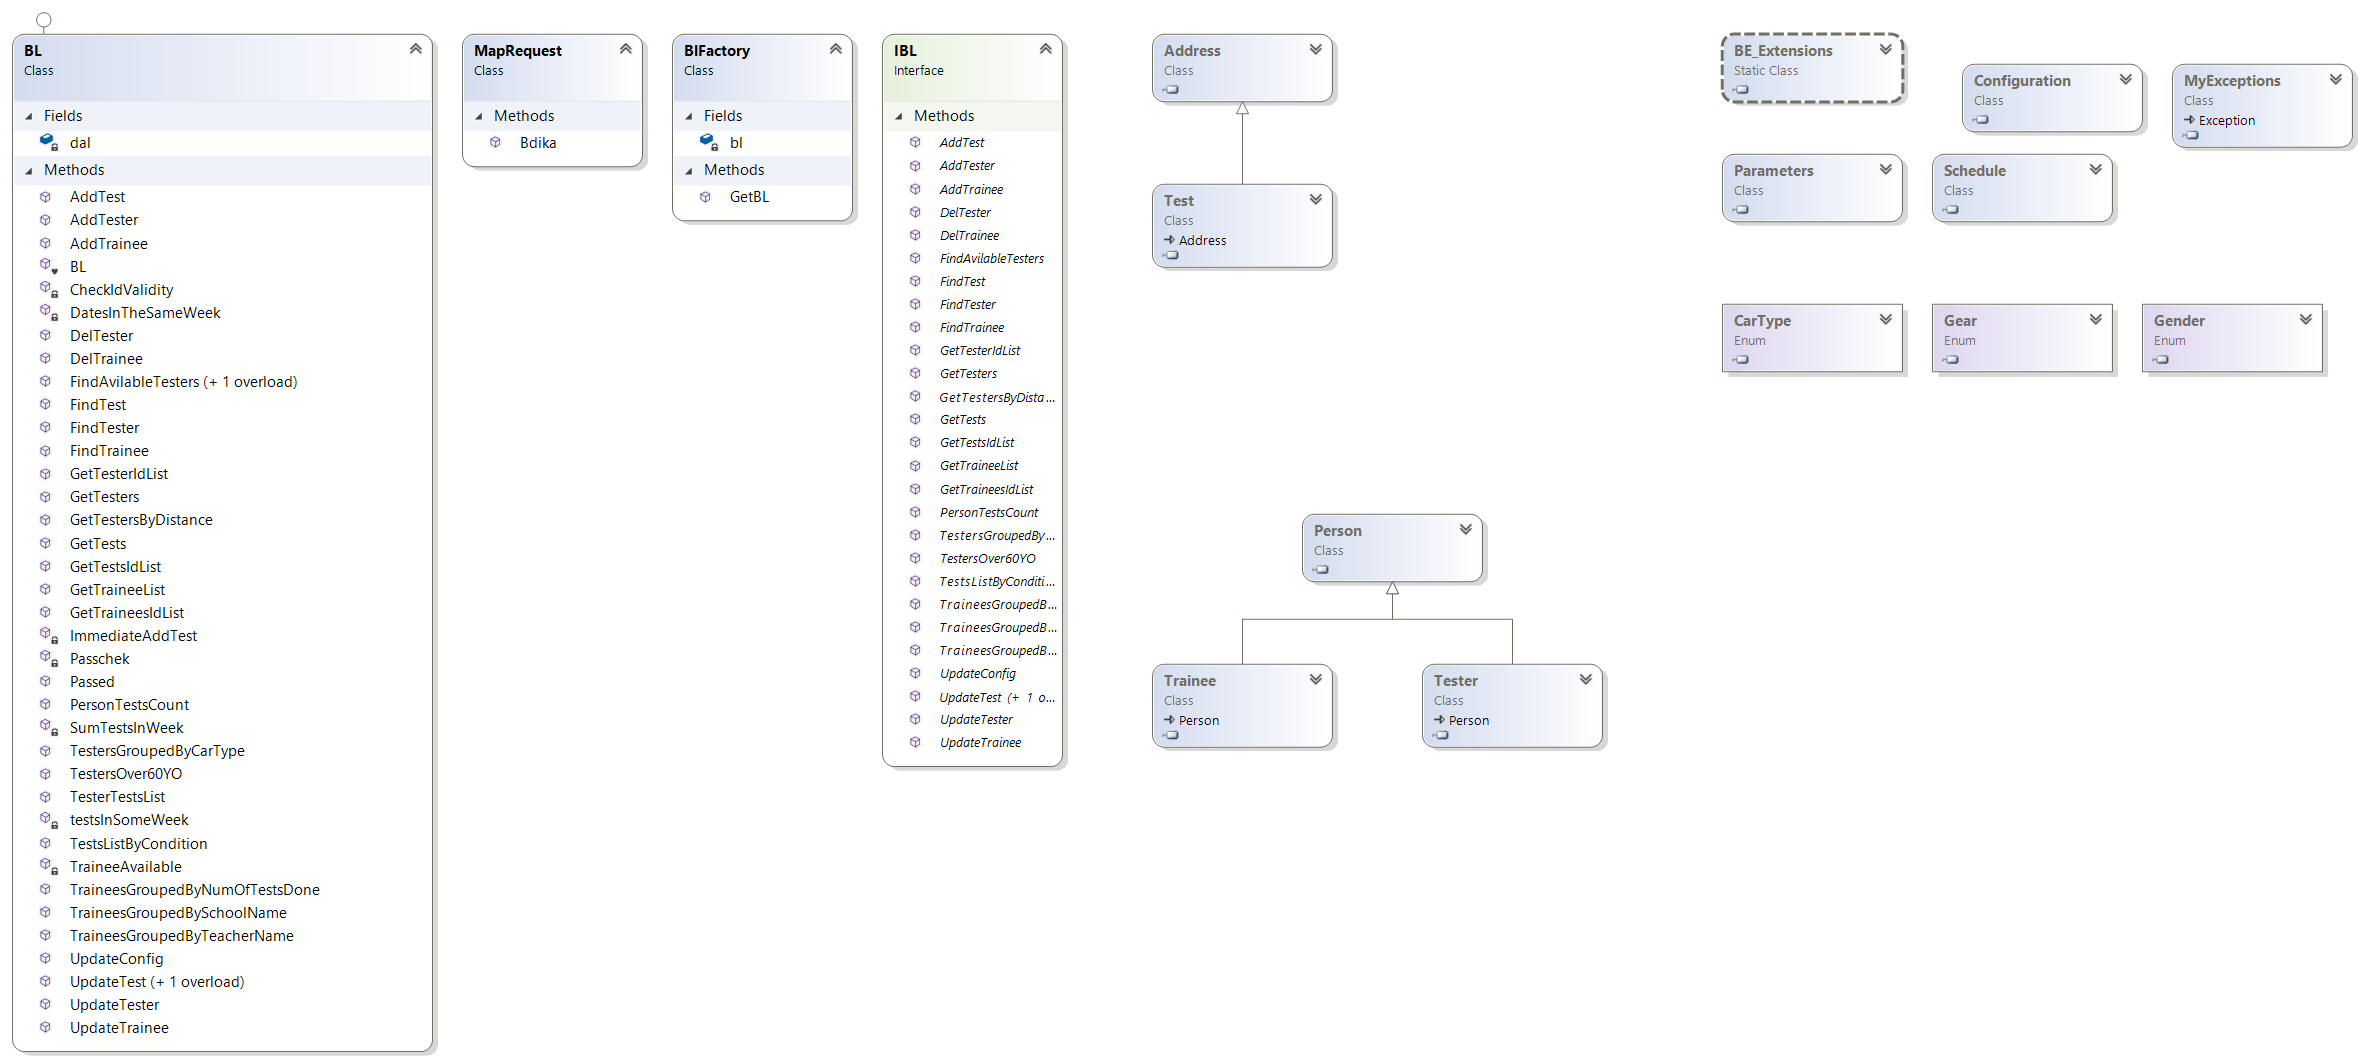 BL
Class
Fields
dal
Methods
AddTest
AddTester
AddTrainee
BL
CheckIdValidity
DatesInTheSameWeek
DelTester
DelTrainee
FindAvilableTesters (+ 1 overload)
FindTest
FindTester
FindTrainee
GetTesterIdList
GetTesters
GetTestersByDistance
GetTests
GetTestsIdList
GetTraineeList
GetTraineesIdList
ImmediateAddTest
Passchek
Passed
PersonTestsCount
SumTestsInWeek
TestersGroupedByCarType
TestersOver60YO
TesterTestsList
testsInSomeWeek
TestsListByCondition
TraineeAvailable
TraineesGroupedByNumOfTestsDone
TraineesGroupedBySchoolName
TraineesGroupedByTeacherName
UpdateConfig
UpdateTest (+ 1 overload)
UpdateTester
UpdateTrainee
MapRequest
Class
Methods
Bdika
BlFactory
Class
Fields
bl
Methods
GetBL
IBL
Interface
Methods
AddTest
AddTester
AddTrainee
DelTester
DelTrainee
FindAvilableTesters
FindTest
FindTester
FindTrainee
GetTesterIdList
GetTesters
GetTestersByDista...
GetTests
GetTestsIdList
GetTraineeList
GetTraineesIdList
PersonTestsCount
TestersGroupedBy...
TestersOver60YO
TestsListByConditi...
TraineesGroupedB...
TraineesGroupedB...
TraineesGroupedB...
UpdateConfig
UpdateTest (+ 1 o...
UpdateTester
UpdateTrainee
Address
Class
Test
Class
Address
Person
Class
Trainee
Class
Person
Tester
Class
Person
BE_Extensions
Static Class
Configuration
Class
MyExceptions
Class
Exception
Parameters
Class
Schedule
Class
CarType
Enum
Gear
Enum
Gender
Enum